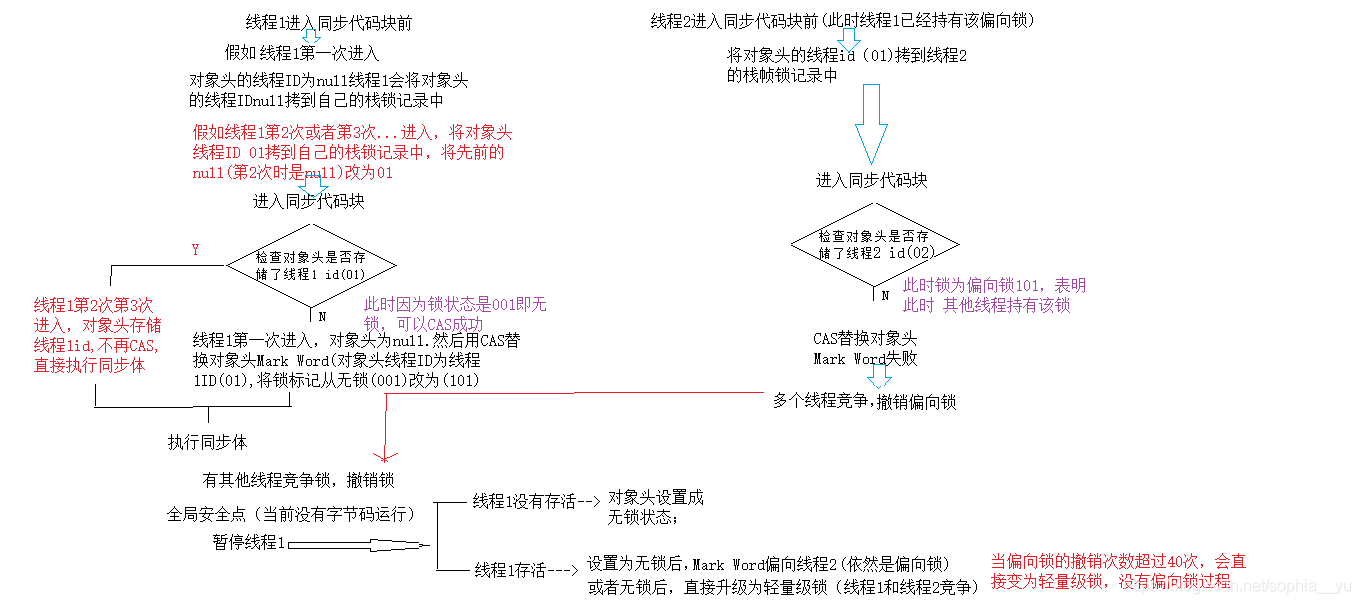 线程1进入同步代码块前
假如 线程1第一次进入
对象头的线程ID为null线程1会将对象头
的线程IDnull拷到自己的栈锁记录中
假如线程1第2次或者第3次...进入，将对象头
线程ID 01拷到自己的栈锁记录中，将先前的
null(第2次时是null)改为01
进入同步代码块
检查对象头是否存
储了线程1 id(01)
Y
N
线程1第2次第3次
进入，对象头存储
线程1id,不再CAS,
直接执行同步体
此时因为锁状态是001即无
锁，可以CAS成功
线程1第一次进入，对象头为null.然后用CAS替
换对象头Mark Word(对象头线程ID为线程
1ID(01),将锁标记从无锁(001)改为(101)
执行同步体
线程2进入同步代码块前(此时线程1已经持有该偏向锁)
将对象头的线程id（01)拷到线程2
的栈帧锁记录中
进入同步代码块
检查对象头是否存
储了线程2 id(02)
N
此时锁为偏向锁101，表明
此时 其他线程持有该锁
CAS替换对象头
Mark Word失败
多个线程竞争,撤销偏向锁
有其他线程竞争锁，撤销锁
全局安全点（当前没有字节码运行）
暂停线程1
线程1没有存活-->
对象头设置成
无锁状态;
线程1存活--->
设置为无锁后,Mark Word偏向线程2(依然是偏向锁)
或者无锁后，直接升级为轻量级锁（线程1和线程2竞争）
当偏向锁的撤销次数超过40次，会直
接变为轻量级锁，没有偏向锁过程